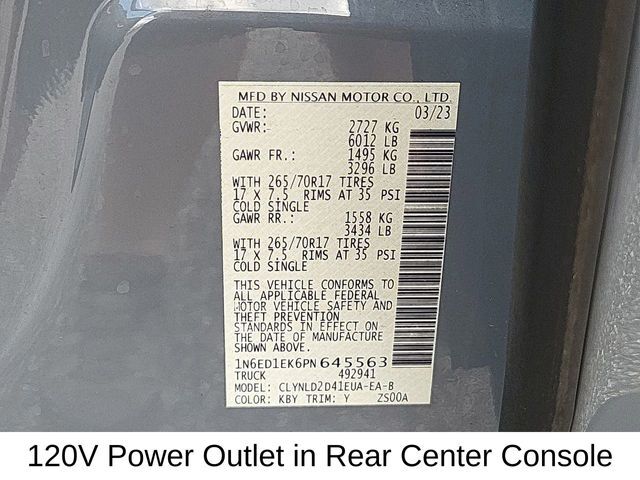 MFD BY NISSAN MOTOR CO., LTD.
DATE: 03/23
GVWR: 2727 KG
6012 LB
GAWR FR.: 1495 KG
3296 LB
WITH 265/70R17 TIRES
17 X 7.5 RIMS AT 35 PSI
COLD SINGLE
GAWR RR.: 1558 KG
3434 LB
WITH 265/70R17 TIRES
17 X 7.5 RIMS AT 35 PSI
COLD SINGLE
THIS VEHICLE CONFORMS TO
ALL APPLICABLE FEDERAL
MOTOR VEHICLE SAFETY AND
THEFT PREVENTION
STANDARDS IN EFFECT ON
THE DATE OF MANUFACTURE
SHOWN ABOVE.
1N6ED1EK6PN645563
TRUCK 492941
MODEL: CLYNLD2D41EUA-EA-B
COLOR: KBY TRIM: Y ZS00A
120V Power Outlet in Rear Center Console